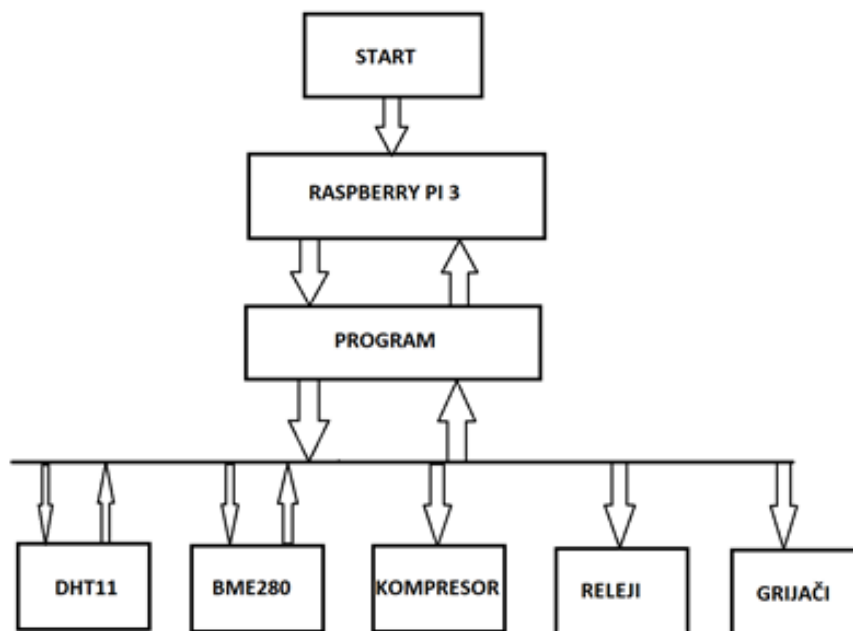 START
RASPBERRY PI 3
PROGRAM
DHT11
BME280
KOMPRESOR
RELEJI
GRIJAČI